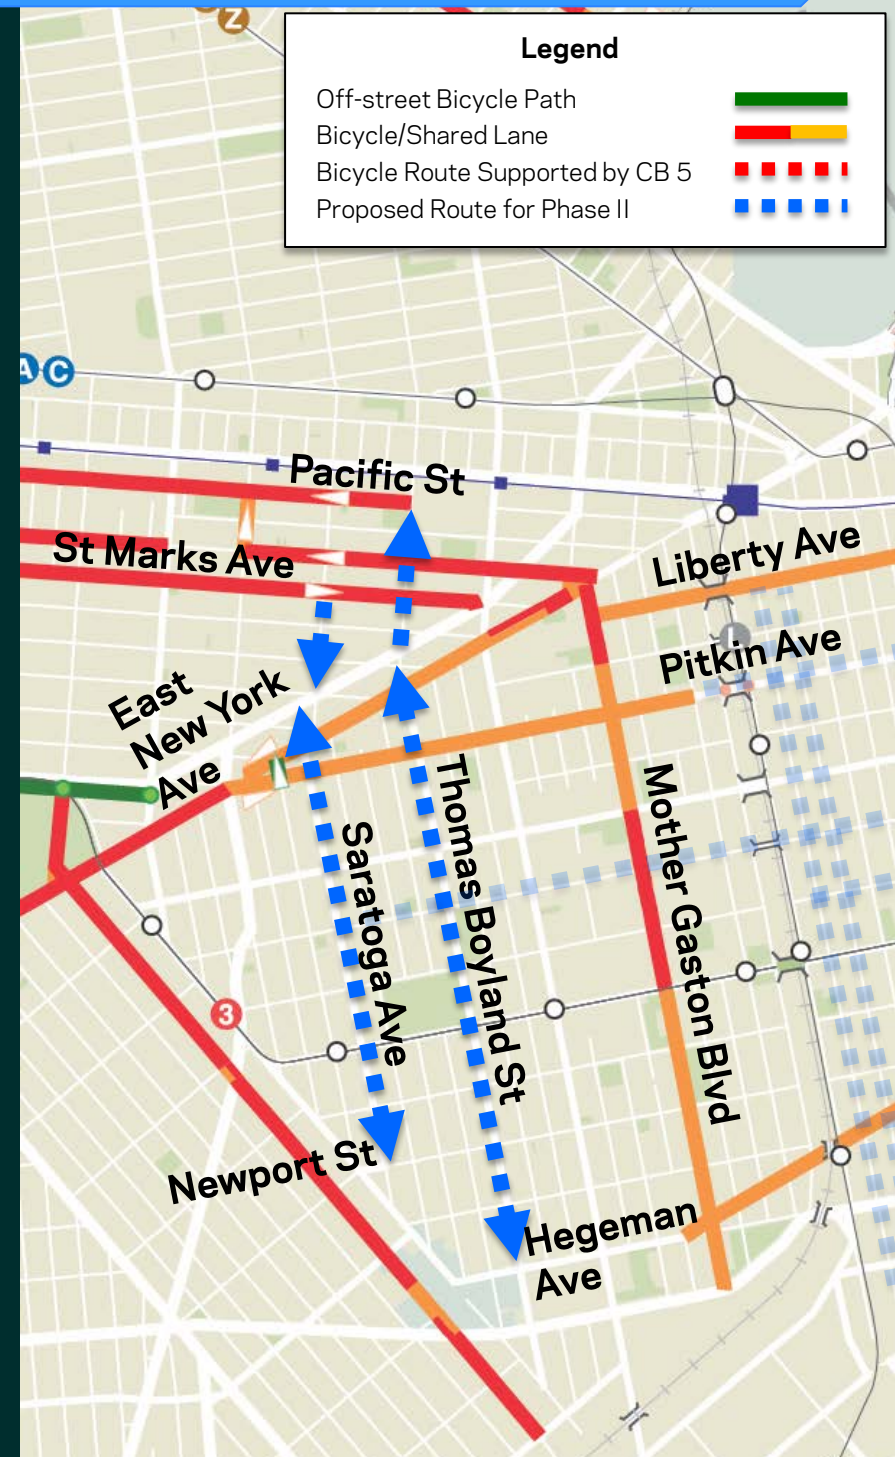 Z
Legend
Off-street Bicycle Path
Bicycle/Shared Lane
Bicycle Route Supported by CB 5
Proposed Route for Phase II
A C
Pacific St
St Marks Ave
Liberty Ave
Pitkin Ave
East
New York
Ave
Saratoga Ave
Thomas Boyland St
Mother Gaston Blvd
3
Newport St
Hegeman
Ave